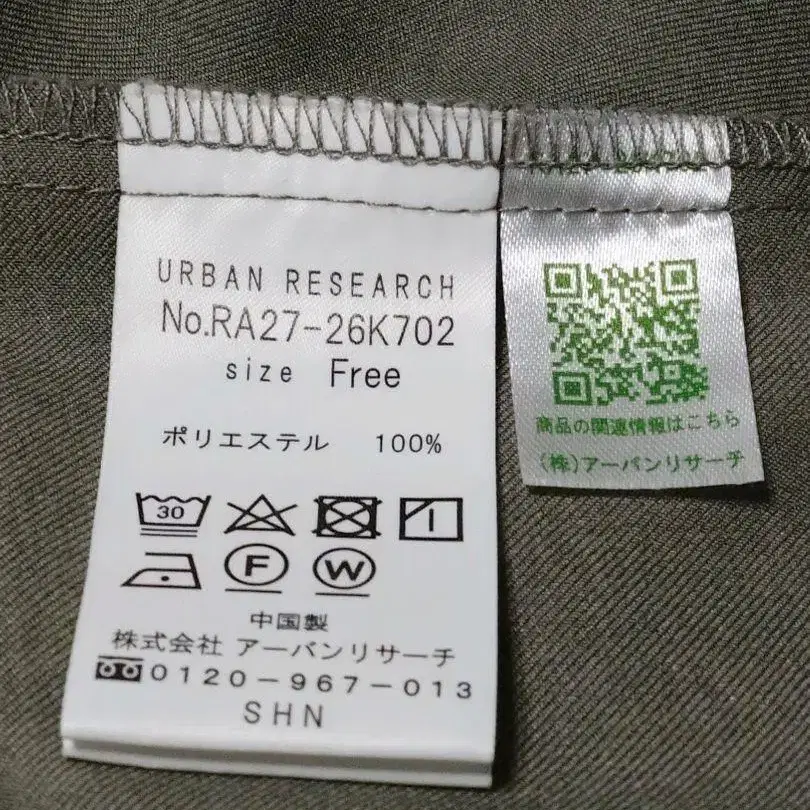 URBAN RESEARCH
No.RA27-26K702
size Free
ポリエステル 100%
30
F W
中国製
株式会社 アーバンリサーチ
0120-967-013
SHN
商品の関連情報はこちら
(株)アーバンリサーチ